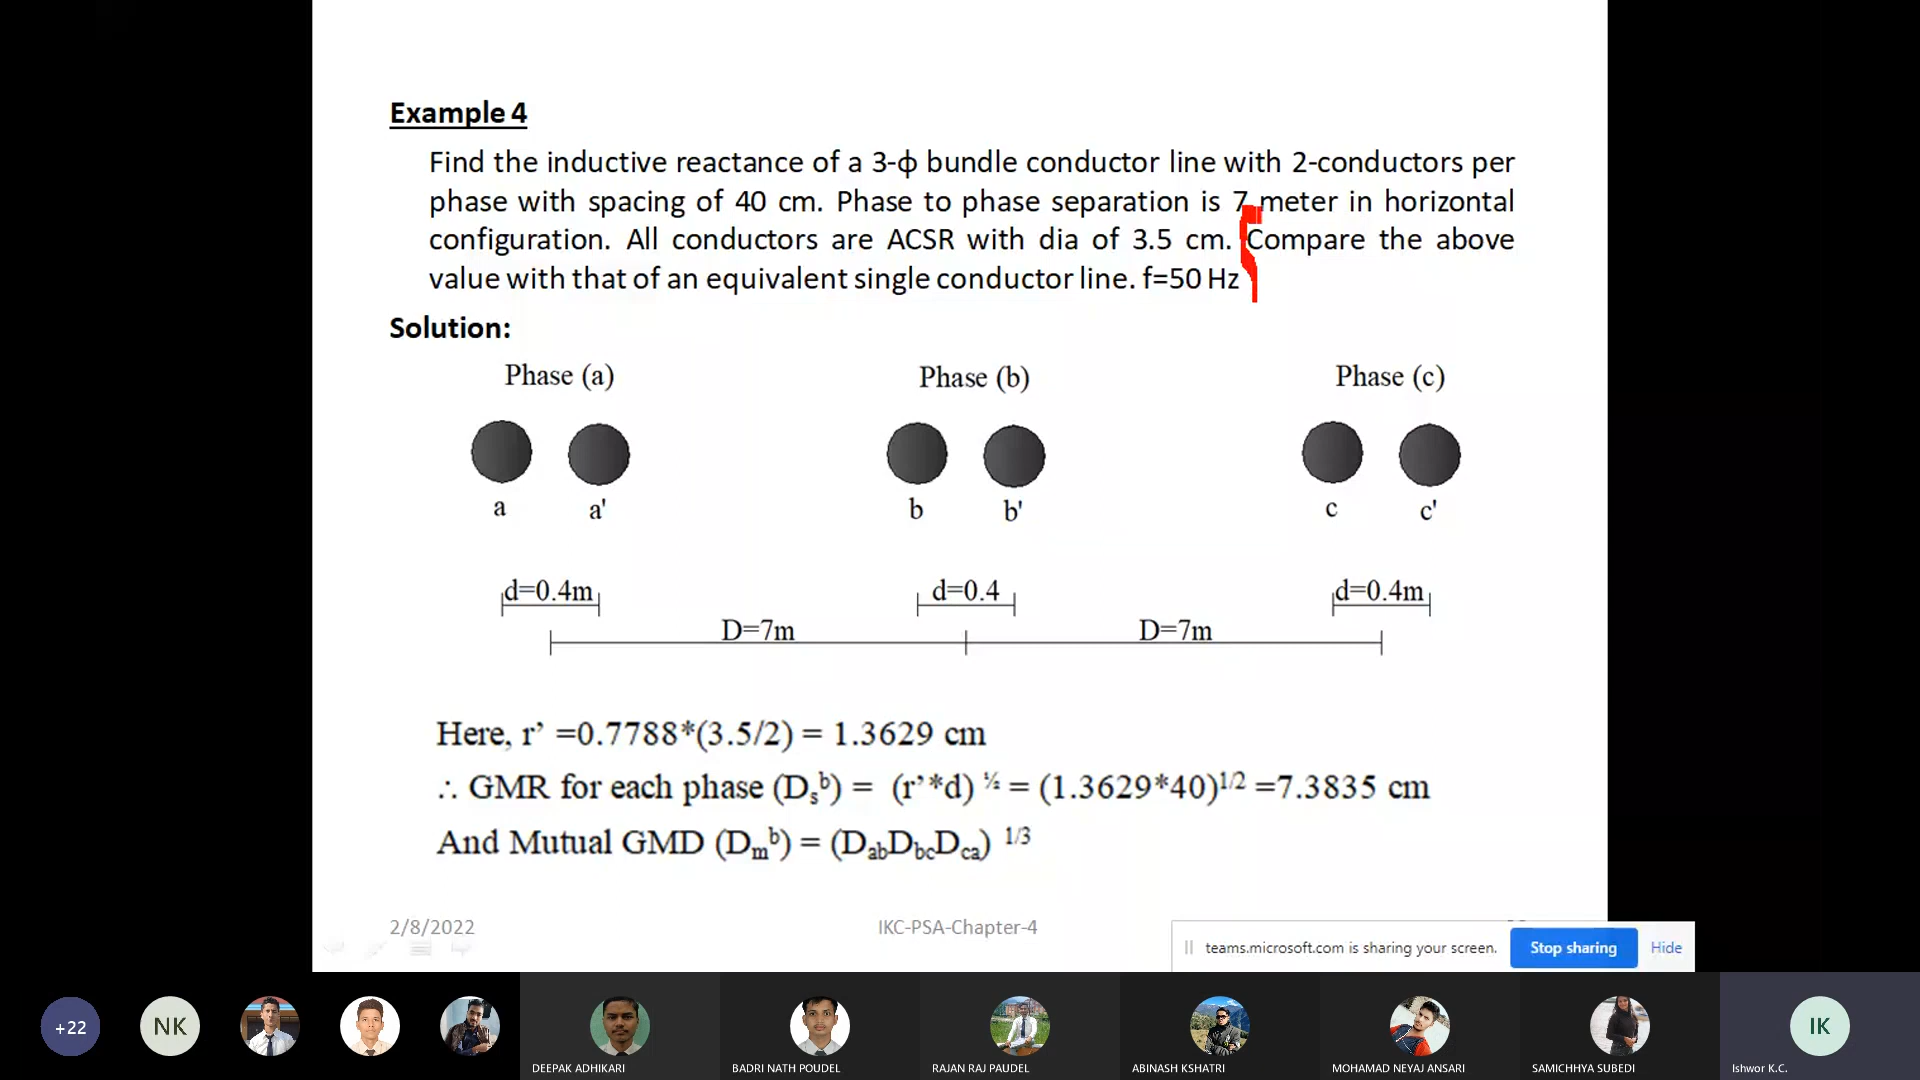 Example 4
Find the inductive reactance of a 3-ф bundle conductor line with 2-conductors per
phase with spacing of 40 cm. Phase to phase separation is 7 meter in horizontal
configuration. All conductors are ACSR with dia of 3.5 cm. Compare the above
value with that of an equivalent single conductor line. f=50 Hz
Solution:
Phase (a) Phase (b) Phase (c)
a a' b b' c c'
d=0.4m d=0.4 d=0.4m
D=7m D=7m
Here, r’ =0.7788*(3.5/2) = 1.3629 cm
∴ GMR for each phase (Dₛᵇ) = (r’*d) ½ = (1.3629*40)1/2 =7.3835 cm
And Mutual GMD (Dₘᵇ) = (DabDbcDca) 1/3
2/8/2022 IKC-PSA-Chapter-4
teams.microsoft.com is sharing your screen. Stop sharing Hide
+22 NK IK
DEEPAK ADHIKARI BADRI NATH POUDEL RAJAN RAJ PAUDEL ABINASH KSHATRI MOHAMAD NEYAJ ANSARI SAMICHHYA SUBEDI Ishwor K.C.